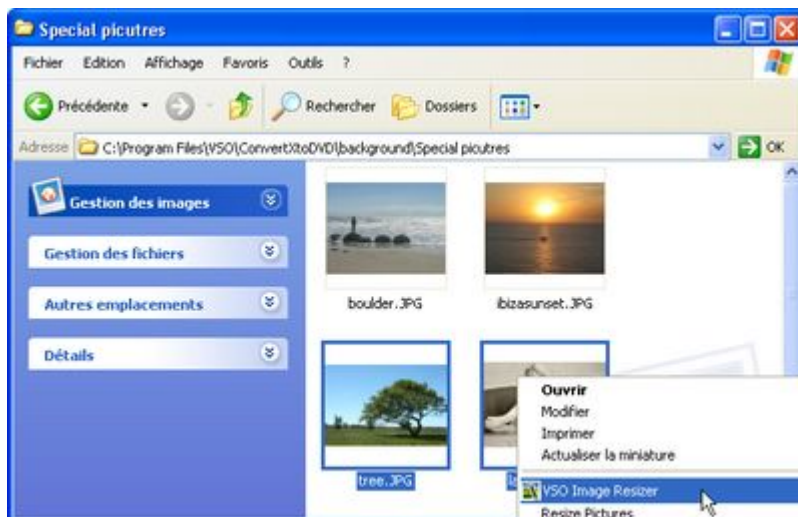 Special picutres
Fichier Edition Affichage Favoris Outils ?
Précédente Rechercher Dossiers
Adresse C:\Program Files\VSO\ConvertXtoDVD\background\Special picutres OK
Gestion des images
Gestion des fichiers
Autres emplacements
Détails
boulder.JPG ibizasunset.JPG
tree.JPG
Ouvrir
Modifier
Imprimer
Actualiser la miniature
VSO Image Resizer
Resize Pictures